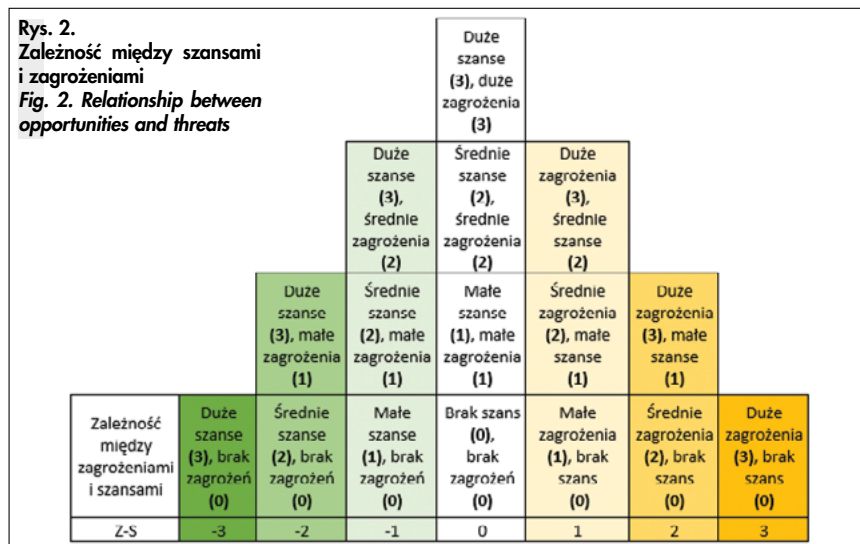 Rys. 2.
Zależność między szansami
i zagrożeniami
Fig. 2. Relationship between
opportunities and threats
Duże
szanse
(3), duże
zagrożenia
(3)
Duże
szanse
(3),
średnie
zagrożenia
(2)
Średnie
szanse
(2),
średnie
zagrożenia
(2)
Duże
zagrożenia
(3),
średnie
szanse
(2)
Duże
szanse
(3), małe
zagrożenia
(1)
Średnie
szanse
(2), małe
zagrożenia
(1)
Małe
szanse
(1), małe
zagrożenia
(1)
Średnie
zagrożenia
(2), małe
szanse
(1)
Duże
zagrożenia
(3), małe
szanse
(1)
Zależność
między
zagrożeniami
i szansami
Duże
szanse
(3), brak
zagrożeń
(0)
Średnie
szanse
(2), brak
zagrożeń
(0)
Małe
szanse
(1), brak
zagrożeń
(0)
Brak szans
(0),
brak
zagrożeń
(0)
Małe
zagrożenia
(1), brak
szans
(0)
Średnie
zagrożenia
(2), brak
szans
(0)
Duże
zagrożenia
(3), brak
szans
(0)
Z-S -3 -2 -1 0 1 2 3